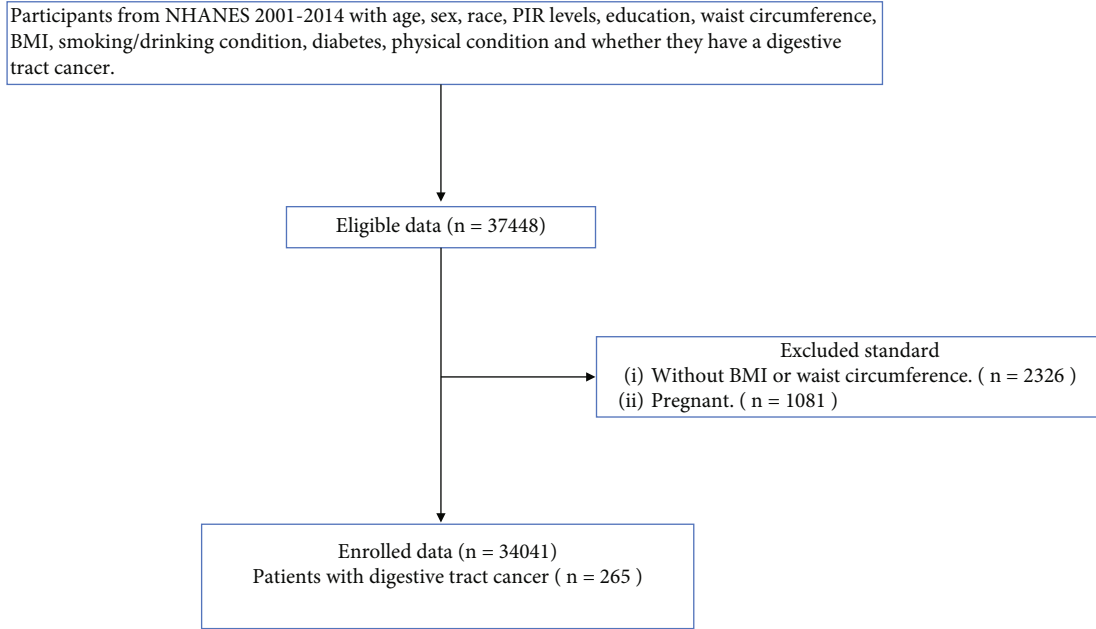 Participants from NHANES 2001-2014 with age, sex, race, PIR levels, education, waist circumference,
BMI, smoking/drinking condition, diabetes, physical condition and whether they have a digestive
tract cancer.
Eligible data (n = 37448)
Excluded standard
(i) Without BMI or waist circumference. ( n = 2326 )
(ii) Pregnant. ( n = 1081 )
Enrolled data (n = 34041)
Patients with digestive tract cancer ( n = 265 )